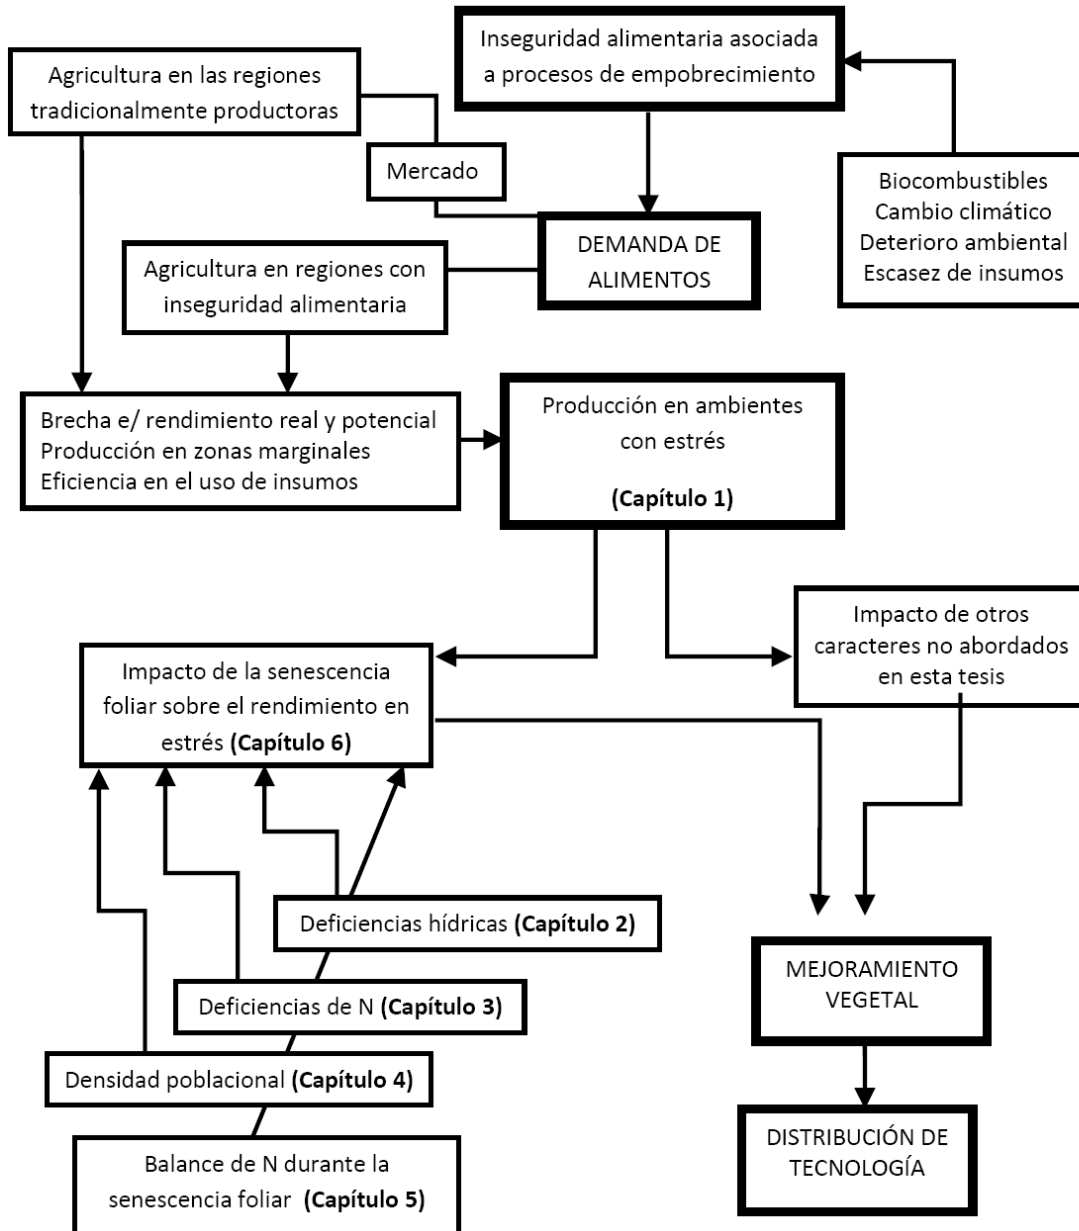 Inseguridad alimentaria asociada
a procesos de empobrecimiento
Agricultura en las regiones
tradicionalmente productoras
Mercado
Biocombustibles
Cambio climático
Deterioro ambiental
Escasez de insumos
DEMANDA DE
ALIMENTOS
Agricultura en regiones con
inseguridad alimentaria
Brecha e/ rendimiento real y potencial
Producción en zonas marginales
Eficiencia en el uso de insumos
Producción en ambientes
con estrés
(Capítulo 1)
Impacto de otros
caracteres no abordados
en esta tesis
Impacto de la senescencia
foliar sobre el rendimiento en
estrés (Capítulo 6)
Deficiencias hídricas (Capítulo 2)
Deficiencias de N (Capítulo 3)
Densidad poblacional (Capítulo 4)
Balance de N durante la
senescencia foliar (Capítulo 5)
MEJORAMIENTO
VEGETAL
DISTRIBUCIÓN DE
TECNOLOGÍA